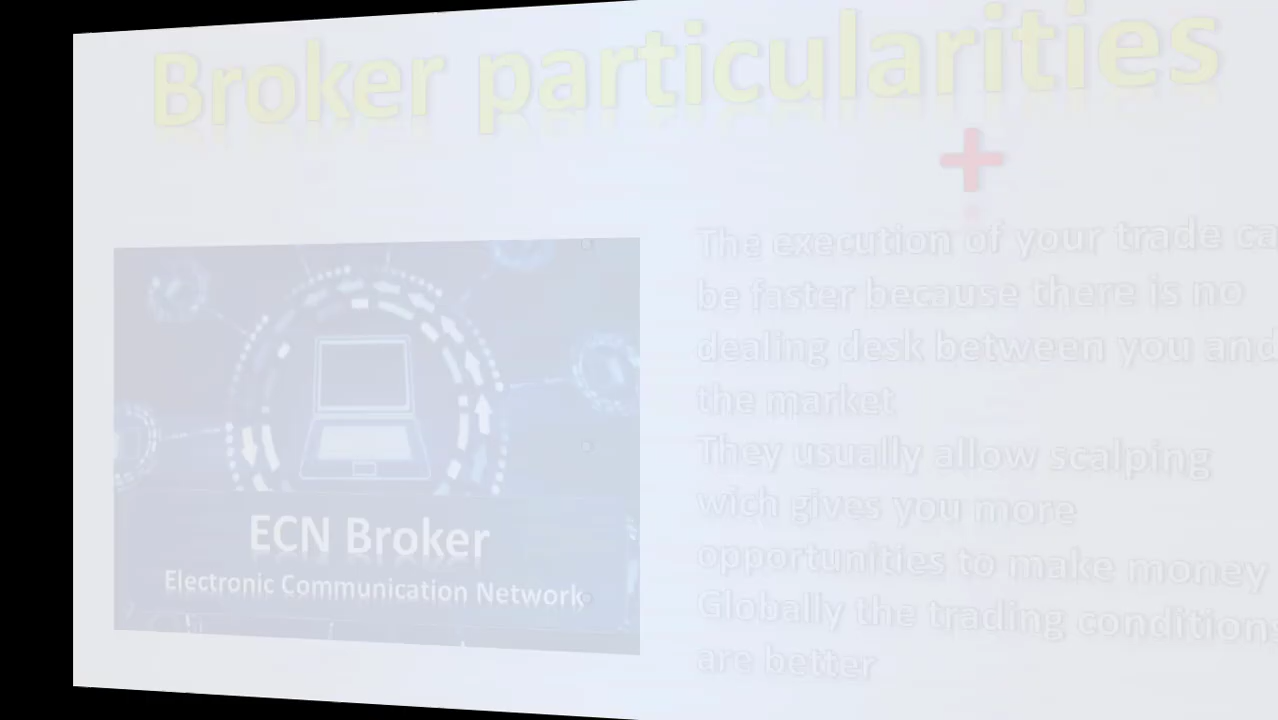 Broker particularities
+
ECN Broker
Electronic Communication Network
The execution of your trade ca
be faster because there is no
dealing desk between you and
the market
They usually allow scalping
wich gives you more
opportunities to make money
Globally the trading conditions
are better